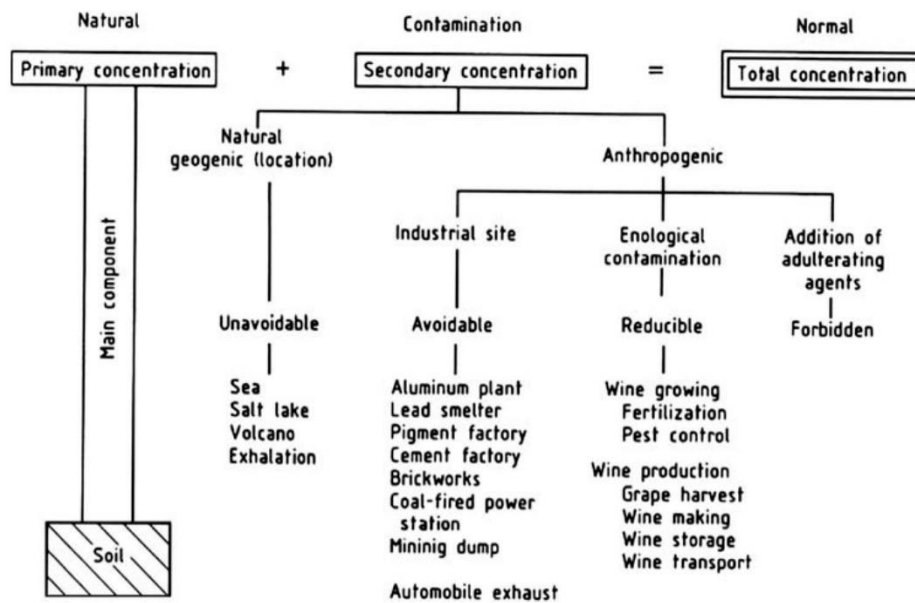 Natural
Contamination
Normal
Primary concentration
+
Secondary concentration
=
Total concentration
Natural
geogenic (location)
Anthropogenic
Industrial site
Enological
contamination
Addition of
adulterating
agents
Unavoidable
Avoidable
Reducible
Forbidden
Main component
Soil
Sea
Salt lake
Volcano
Exhalation
Aluminum plant
Lead smelter
Pigment factory
Cement factory
Brickworks
Coal-fired power
station
Mininig dump
Automobile exhaust
Wine growing
Fertilization
Pest control
Wine production
Grape harvest
Wine making
Wine storage
Wine transport